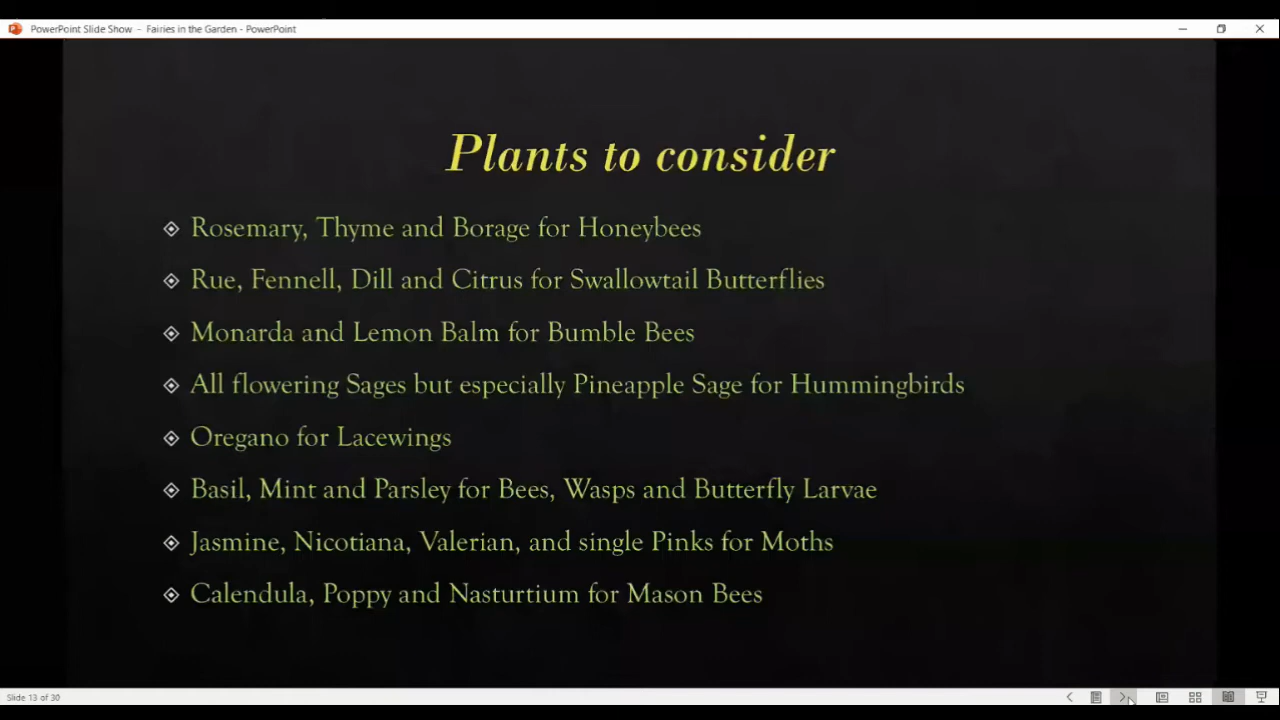 PowerPoint Slide Show - Fairies in the Garden - PowerPoint
Plants to consider
Rosemary, Thyme and Borage for Honeybees
Rue, Fennell, Dill and Citrus for Swallowtail Butterflies
Monarda and Lemon Balm for Bumble Bees
All flowering Sages but especially Pineapple Sage for Hummingbirds
Oregano for Lacewings
Basil, Mint and Parsley for Bees, Wasps and Butterfly Larvae
Jasmine, Nicotiana, Valerian, and single Pinks for Moths
Calendula, Poppy and Nasturtium for Mason Bees
Slide 13 of 30